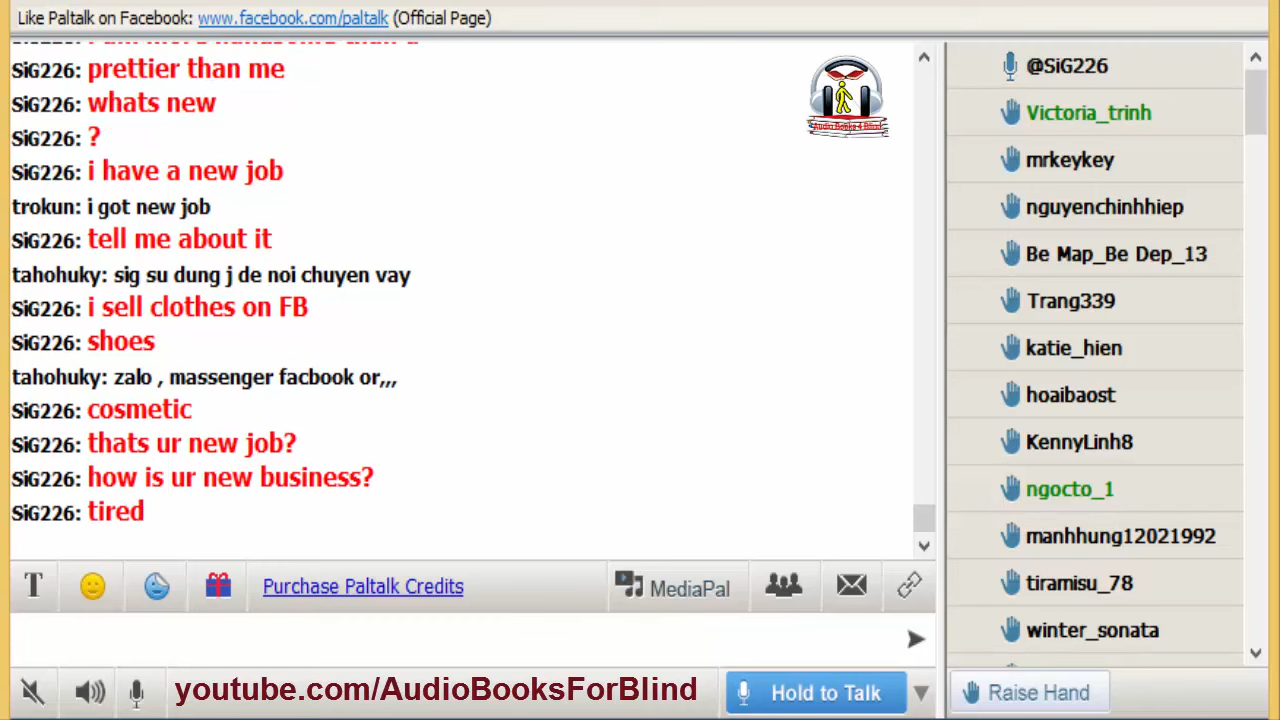 Like Paltalk on Facebook: www.facebook.com/paltalk (Official Page)
SiG226: prettier than me
SiG226: whats new
SiG226: ?
SiG226: i have a new job
trokun: i got new job
SiG226: tell me about it
tahohuky: sig su dung j de noi chuyen vay
SiG226: i sell clothes on FB
SiG226: shoes
tahohuky: zalo , massenger facbook or,,,
SiG226: cosmetic
SiG226: thats ur new job?
SiG226: how is ur new business?
SiG226: tired
Audio Books 4 Blind
@SiG226
Victoria_trinh
mrkeykey
nguyenchinhhiep
Be Map_Be Dep_13
Trang339
katie_hien
hoaibaost
KennyLinh8
ngocto_1
manhhung12021992
tiramisu_78
winter_sonata
T
Purchase Paltalk Credits
MediaPal
youtube.com/AudioBooksForBlind
Hold to Talk
Raise Hand